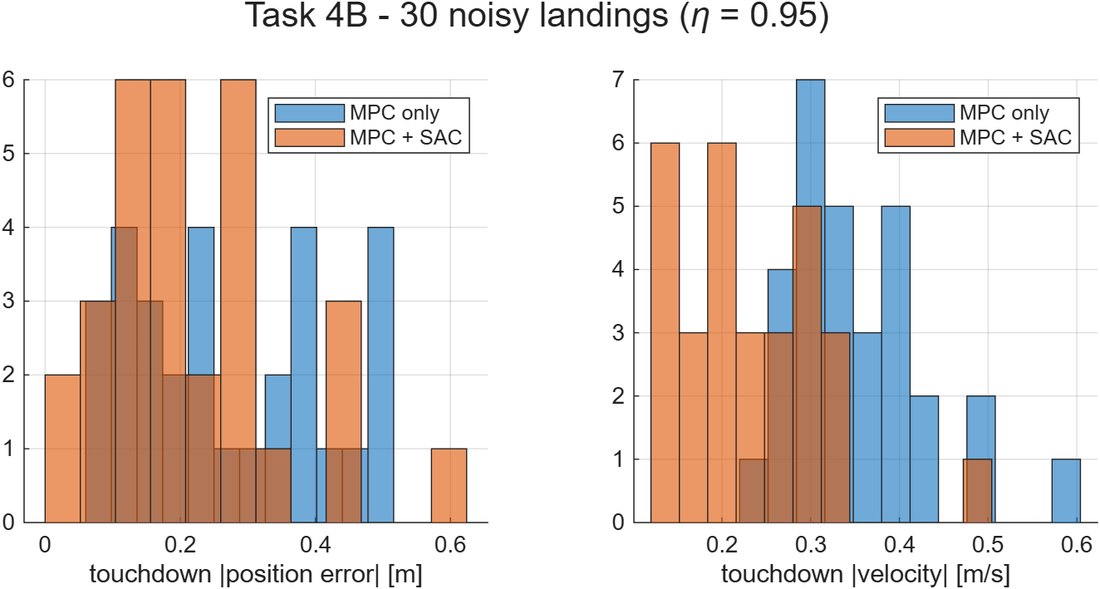 Task 4B - 30 noisy landings (η = 0.95)
6
5
4
3
2
1
0
0 0.2 0.4 0.6
touchdown |position error| [m]
MPC only
MPC + SAC
7
6
5
4
3
2
1
0
0.2 0.3 0.4 0.5 0.6
touchdown |velocity| [m/s]
MPC only
MPC + SAC